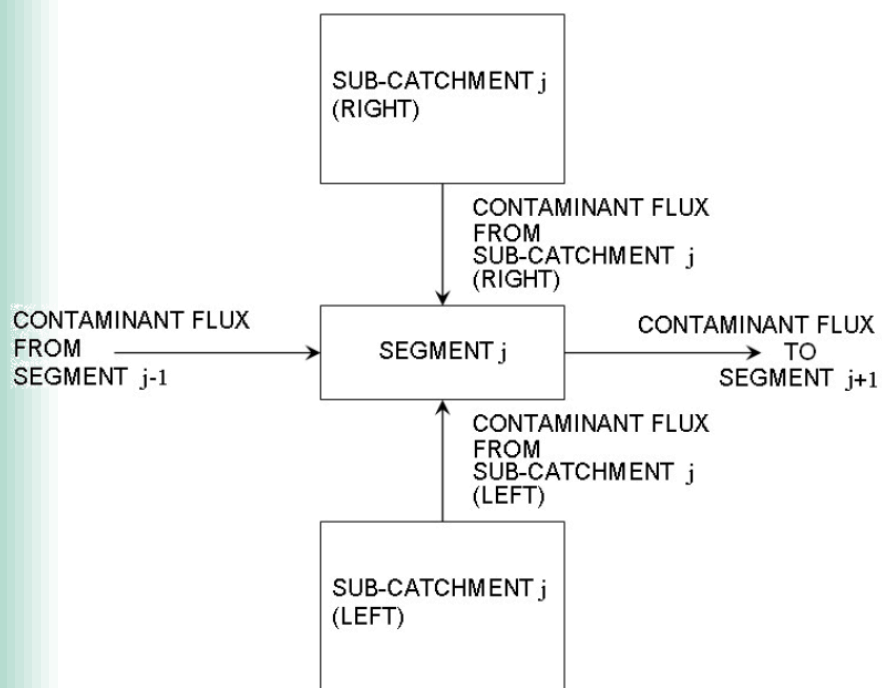 SUB-CATCHMENT j
(RIGHT)
CONTAMINANT FLUX
FROM
SUB-CATCHMENT j
(RIGHT)
CONTAMINANT FLUX
FROM
SEGMENT j-1
SEGMENT j
CONTAMINANT FLUX
TO
SEGMENT j+1
CONTAMINANT FLUX
FROM
SUB-CATCHMENT j
(LEFT)
SUB-CATCHMENT j
(LEFT)